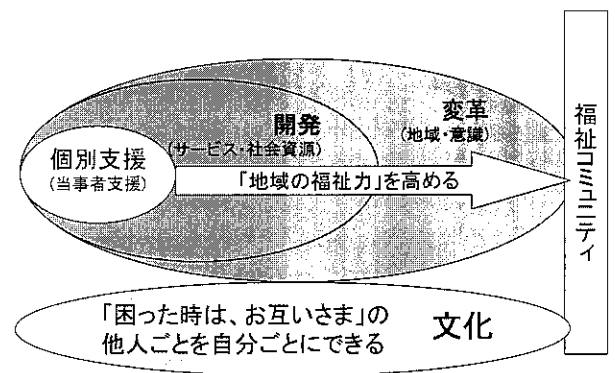 変革
(地域・意識)
開発
(サービス・社会資源)
個別支援
(当事者支援)
「地域の福祉力」を高める
福祉コミュニティ
「困った時は、お互いさま」の
他人ごとを自分ごとにできる
文化